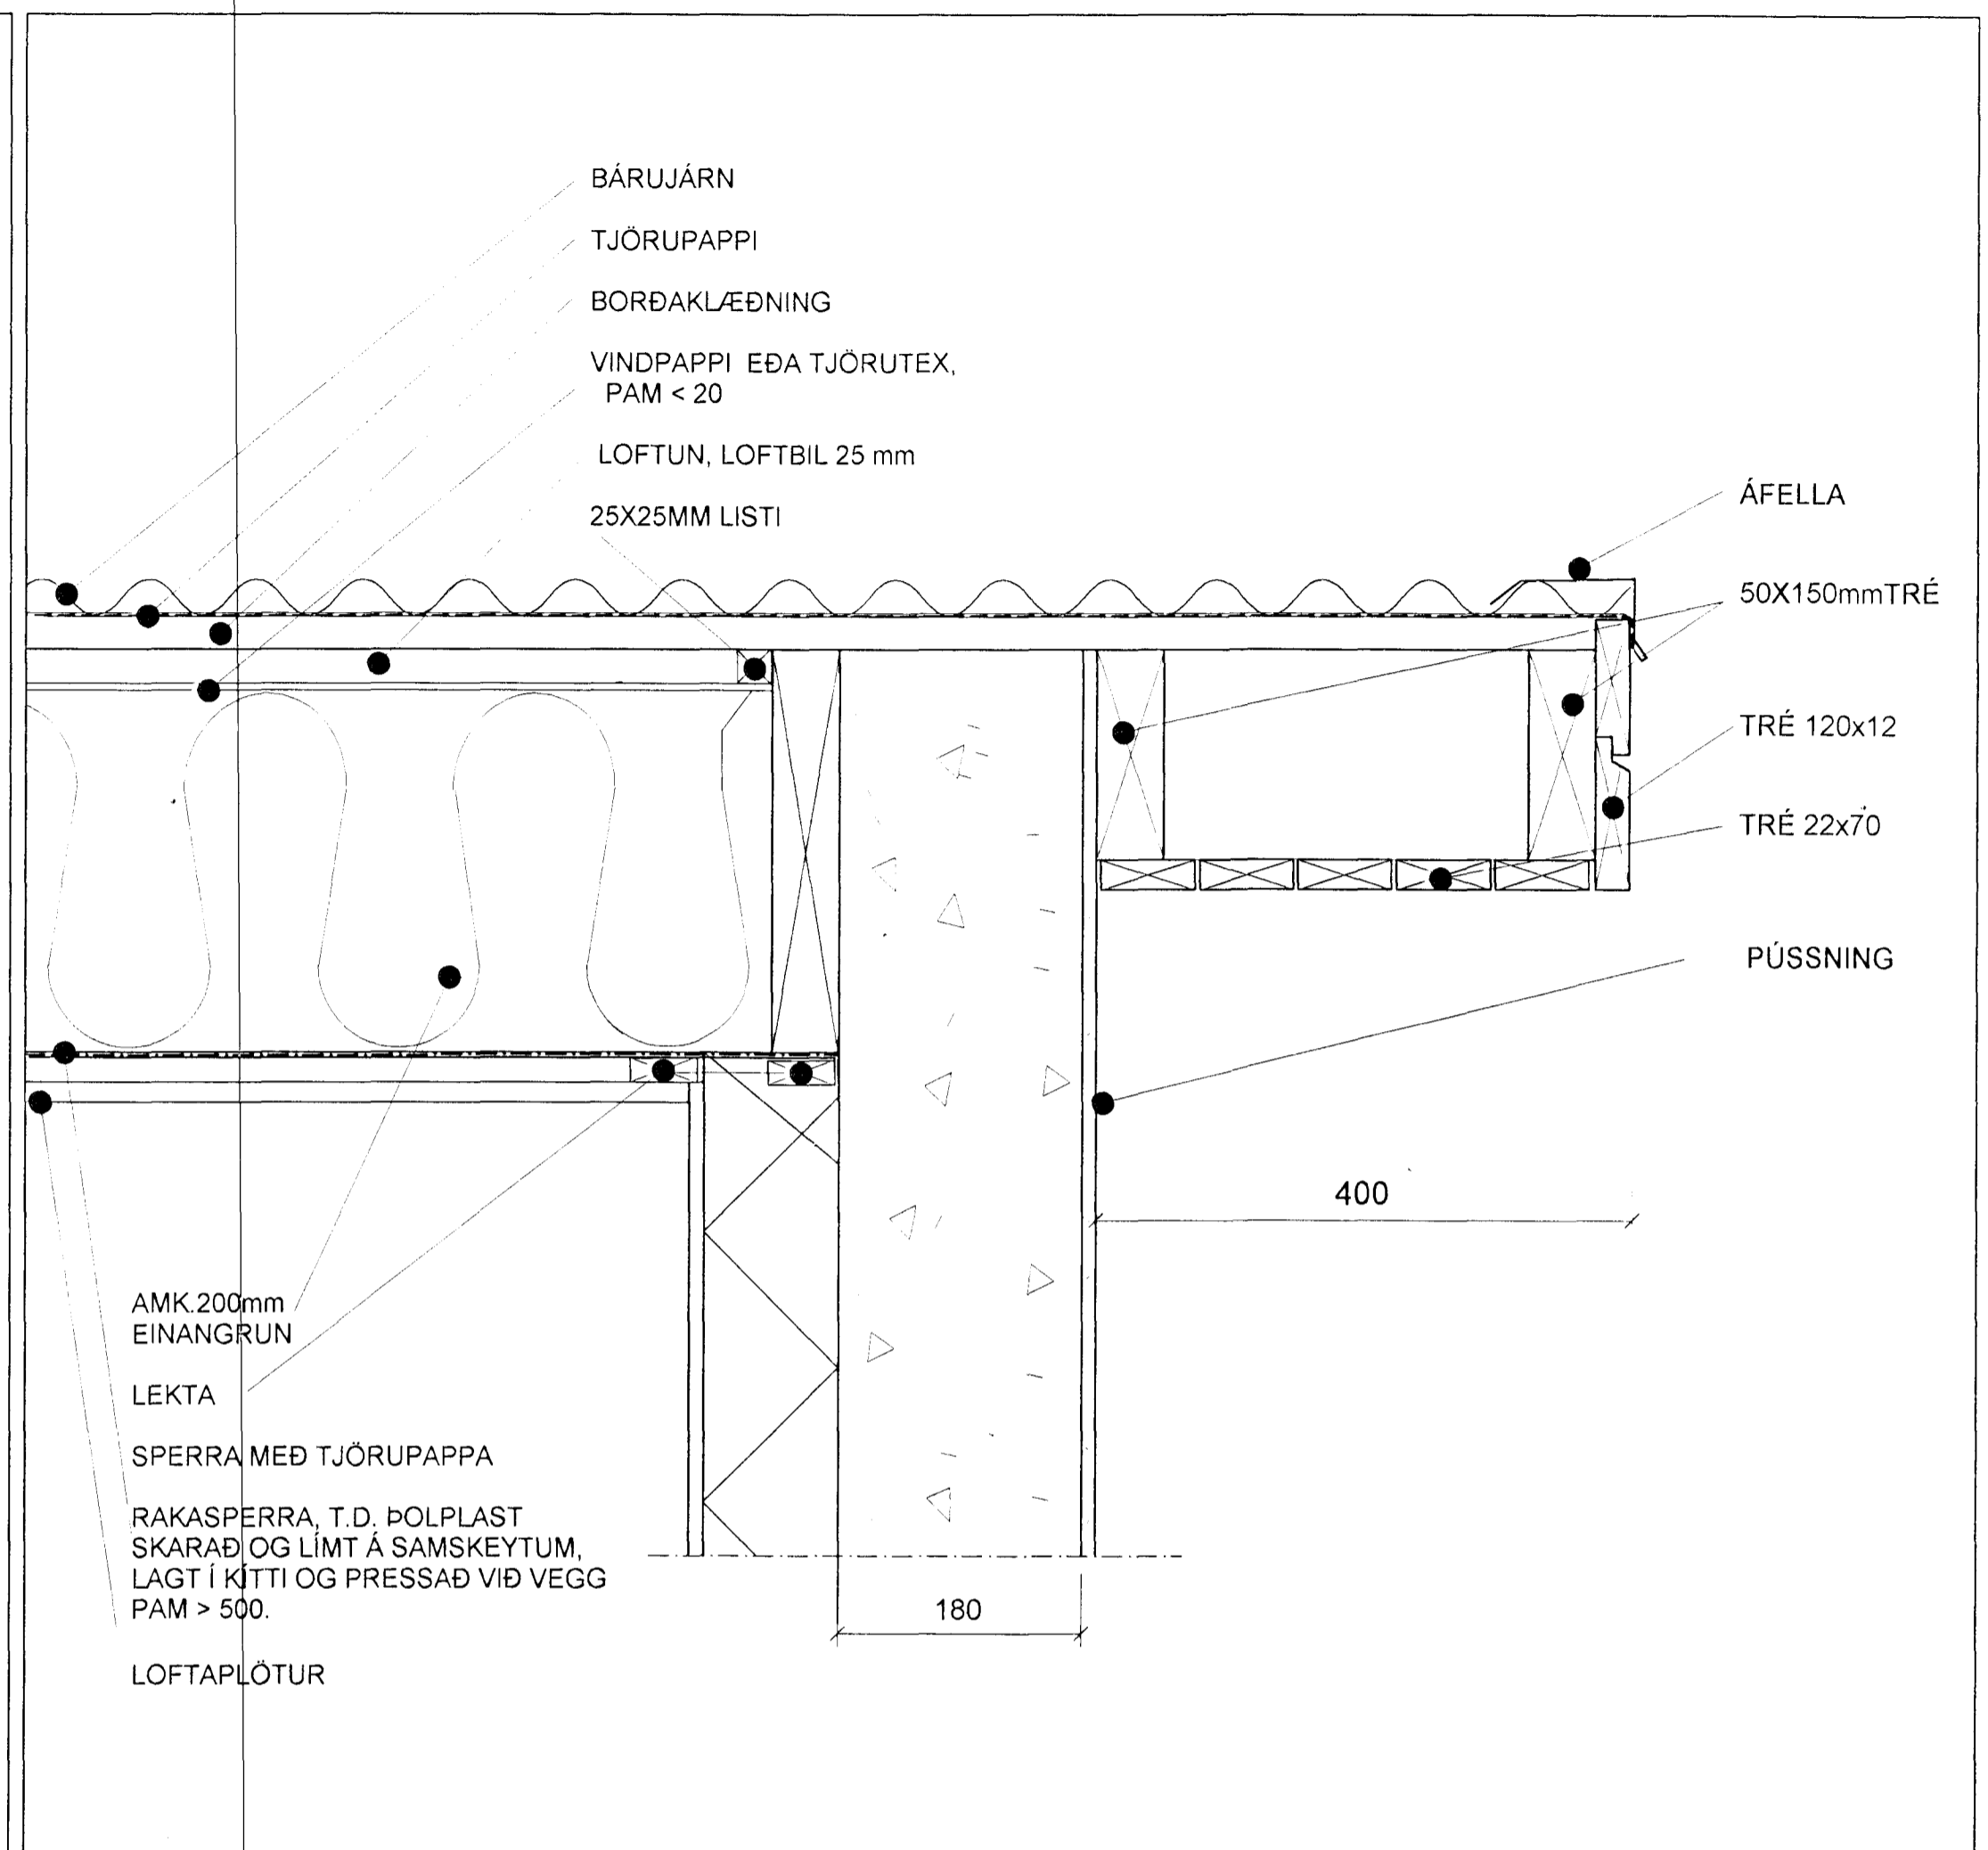 BÁRUJÁRN
TJÖRUPAPPI
BORÐAKLÆÐNING
VINDPAPPI EÐA TJÖRUTEX,
PAM < 20
LOFTUN, LOFTBIL 25 mm
25X25MM LISTI
ÁFELLA
50X150mmTRÉ
TRÉ 120x12
TRÉ 22x70
PÚSSNING
400
AMK.200mm
EINANGRUN
LEKTA
SPERRA MEÐ TJÖRUPAPPA
RAKASPERRA, T.D. ÞOLPLAST
SKARAÐ OG LÍMT Á SAMSKEYTUM,
LAGT Í KÍTTI OG PRESSAÐ VIÐ VEGG
PAM > 500.
LOFTAPLÖTUR
180